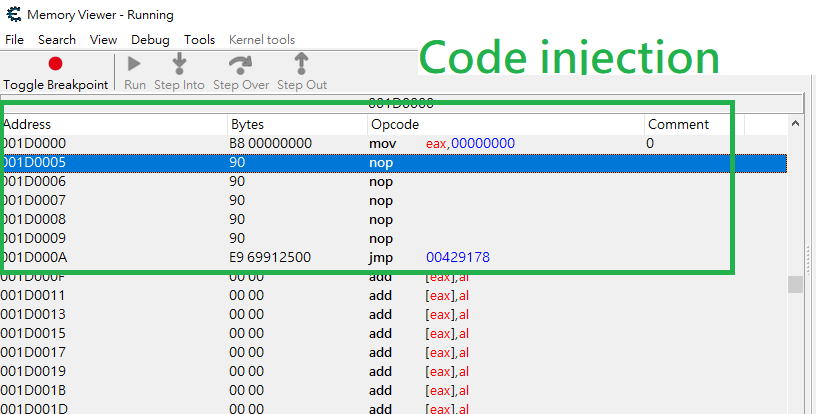 Memory Viewer - Running
File Search View Debug Tools Kernel tools
Code injection
Toggle Breakpoint Run Step Into Step Over Step Out
001D0000
Address Bytes Opcode Comment
001D0000 B8 00000000 mov eax,00000000 0
001D0005 90 nop
001D0006 90 nop
001D0007 90 nop
001D0008 90 nop
001D0009 90 nop
001D000A E9 69912500 jmp 00429178
001D000F 00 00 add [eax],al
001D0011 00 00 add [eax],al
001D0013 00 00 add [eax],al
001D0015 00 00 add [eax],al
001D0017 00 00 add [eax],al
001D0019 00 00 add [eax],al
001D001B 00 00 add [eax],al
001D001D 00 00 add [eax],al